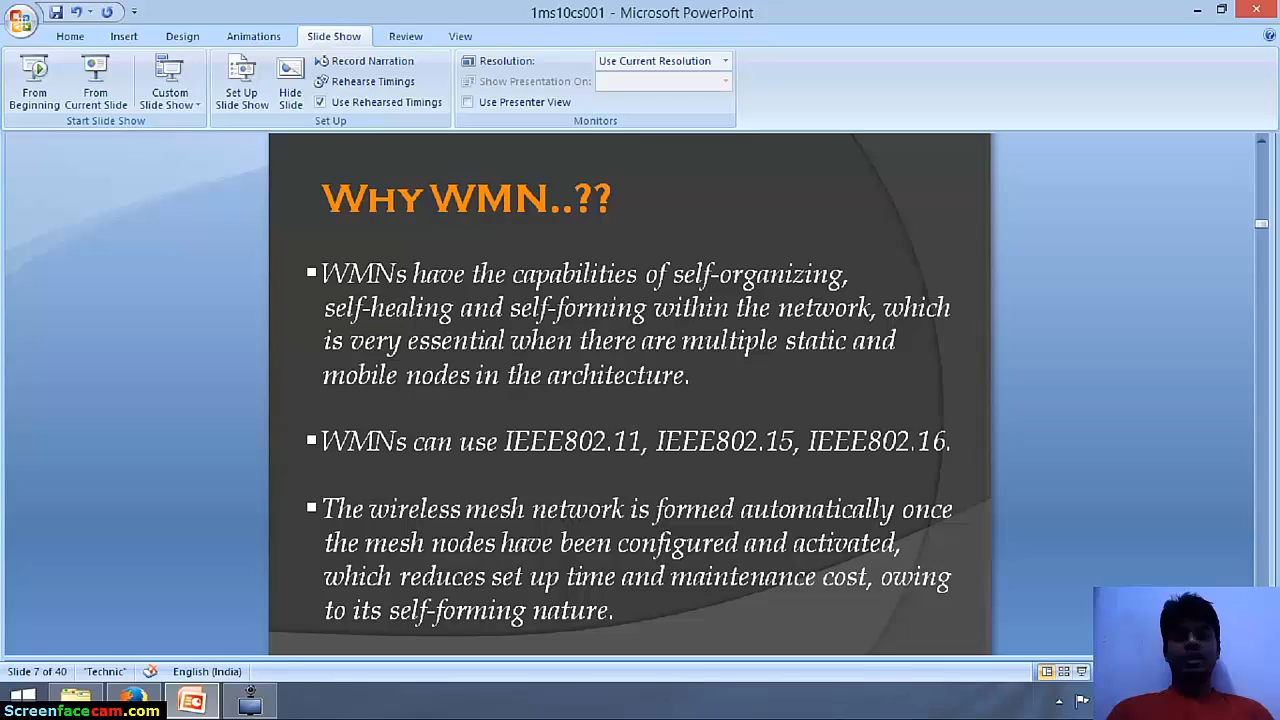 1ms10cs001 - Microsoft PowerPoint
Home Insert Design Animations Slide Show Review View
From Beginning
From Current Slide
Custom Slide Show
Start Slide Show
Set Up Slide Show
Hide Slide
Record Narration
Rehearse Timings
Use Rehearsed Timings
Set Up
Resolution: Use Current Resolution
Show Presentation On:
Use Presenter View
Monitors
WHY WMN..??
WMNs have the capabilities of self-organizing,
self-healing and self-forming within the network, which
is very essential when there are multiple static and
mobile nodes in the architecture.
WMNs can use IEEE802.11, IEEE802.15, IEEE802.16.
The wireless mesh network is formed automatically once
the mesh nodes have been configured and activated,
which reduces set up time and maintenance cost, owing
to its self-forming nature.
Slide 7 of 40 "Technic" English (India)
Screenfacecam.com